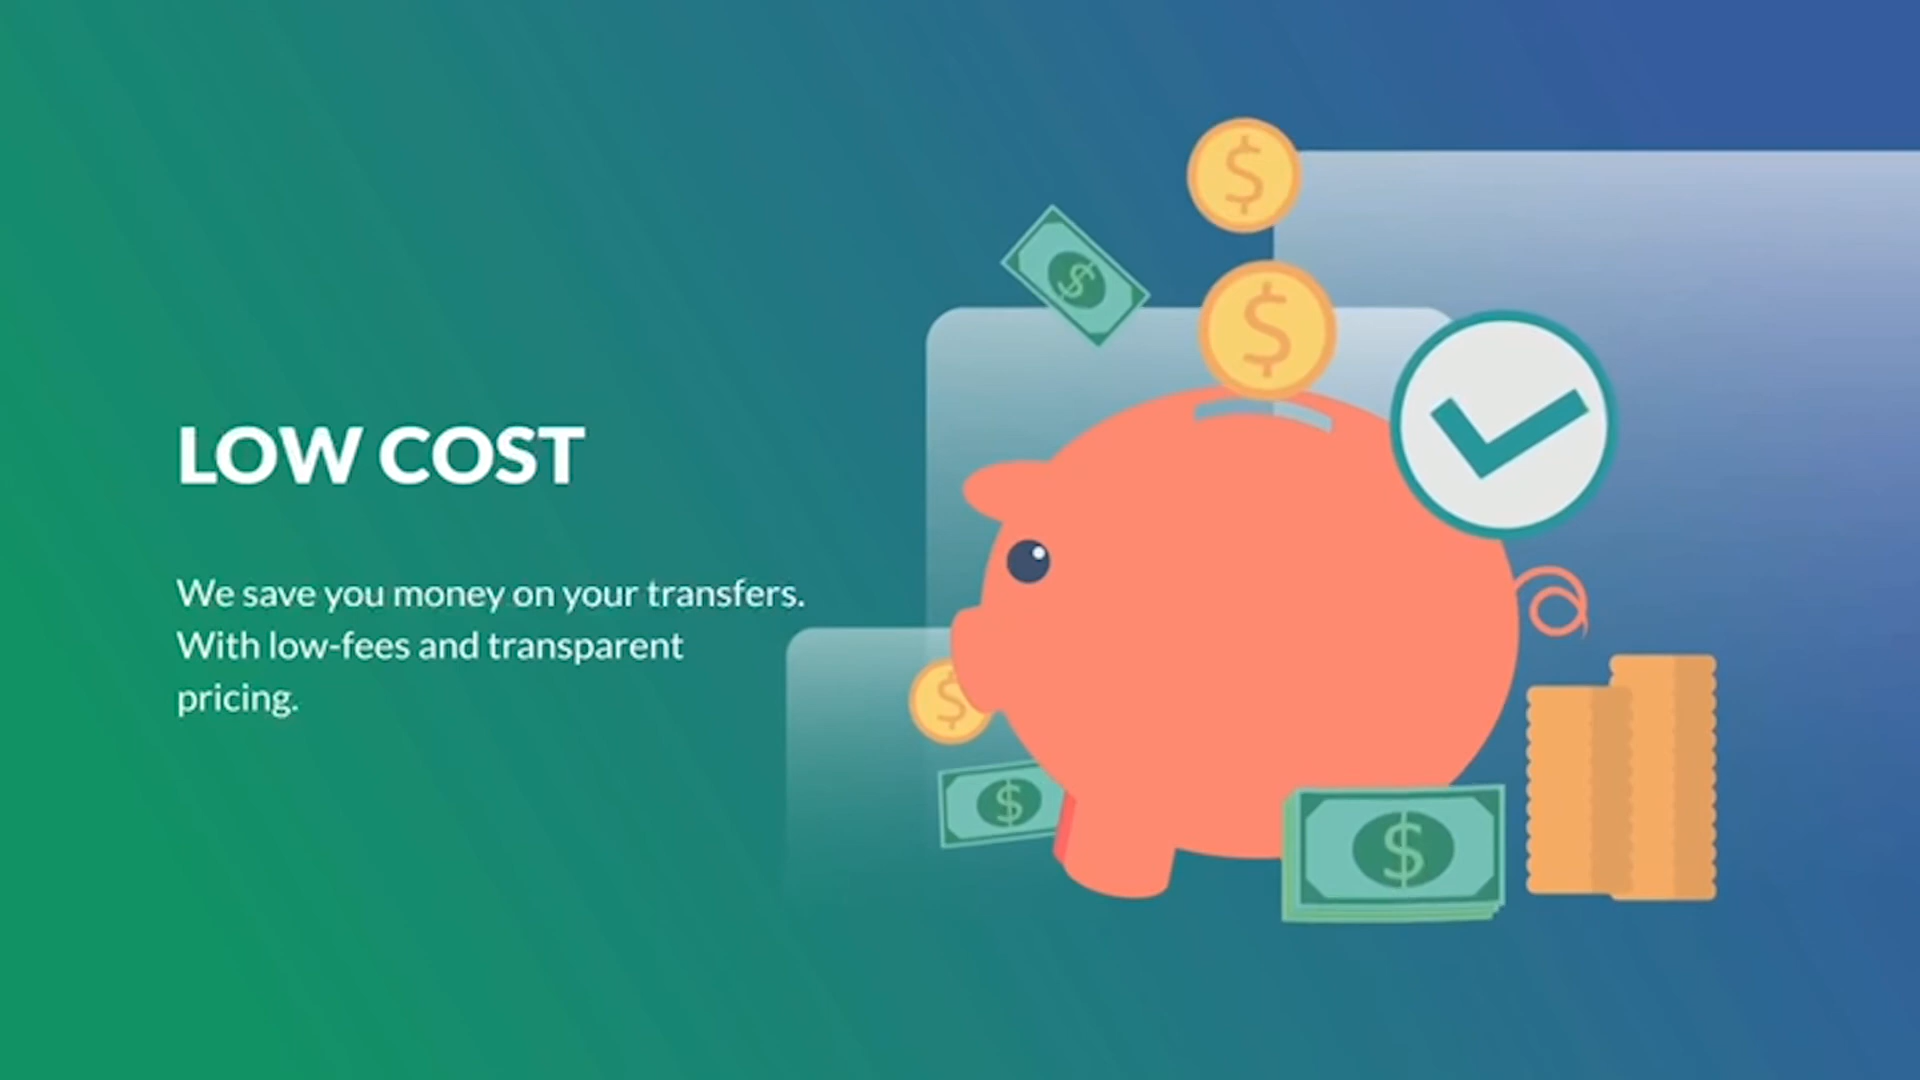 LOW COST
We save you money on your transfers.
With low-fees and transparent
pricing.
$
$
$
$
$
$